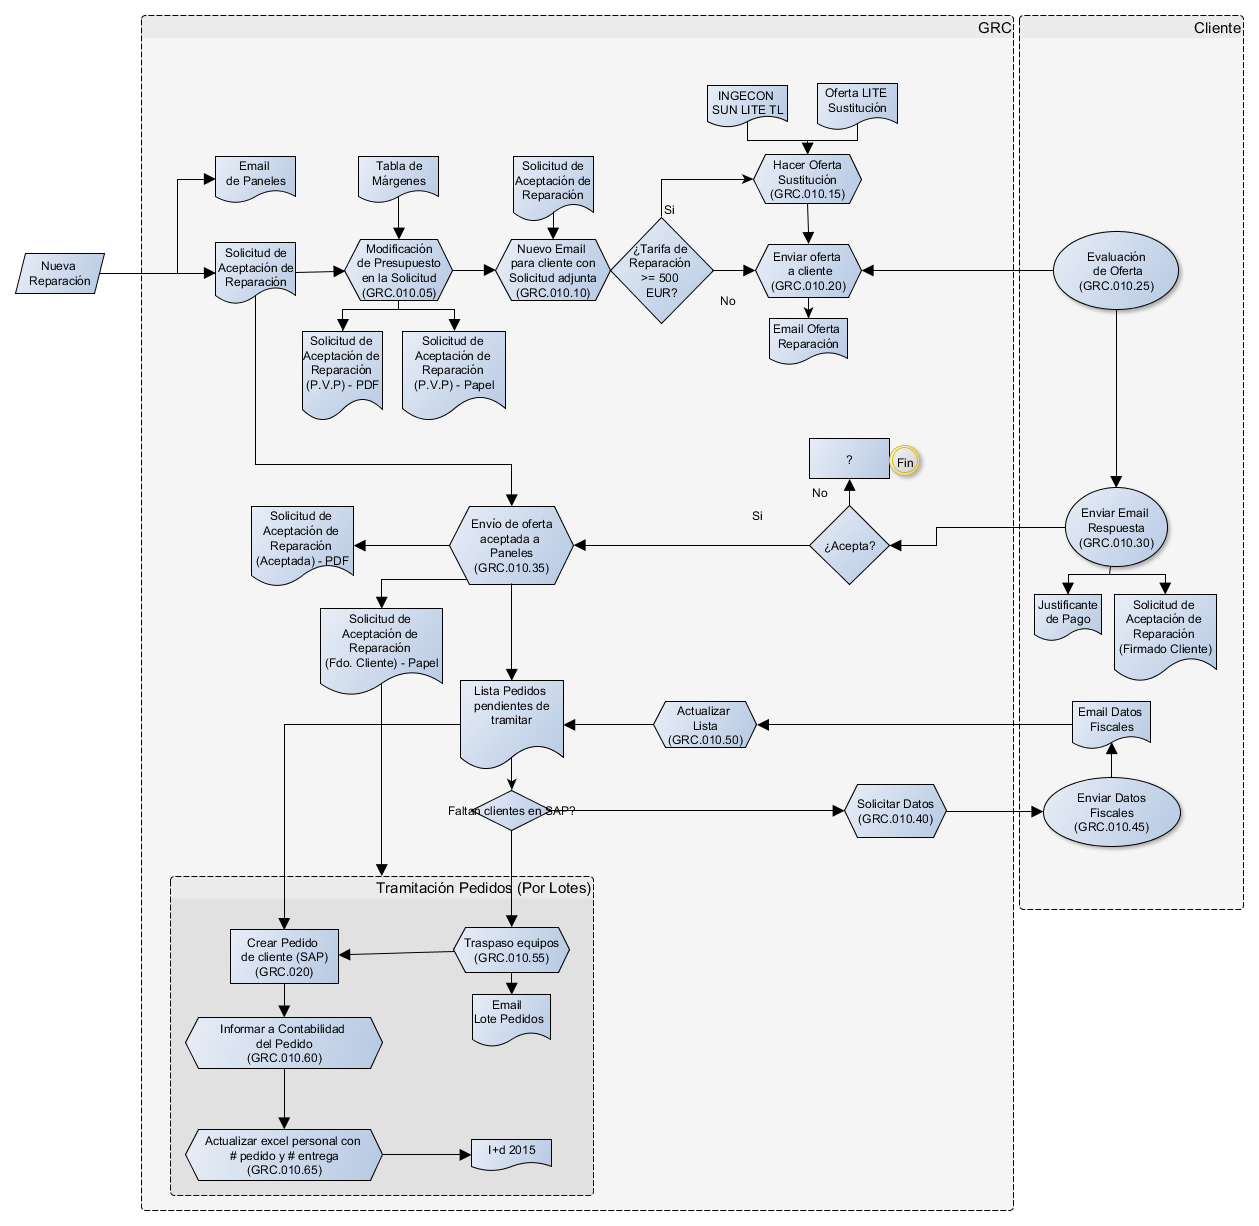 GRC
Cliente
INGECON
SUN LITE TL
Oferta LITE
Sustitución
Email
de Paneles
Tabla de
Márgenes
Solicitud de
Aceptación de
Reparación
Hacer Oferta
Sustitución
(GRC.010.15)
Si
Nueva
Reparación
Solicitud de
Aceptación de
Reparación
Modificación
de Presupuesto
en la Solicitud
(GRC.010.05)
Nuevo Email
para cliente con
Solicitud adjunta
(GRC.010.10)
¿Tarifa de
Reparación
>= 500
EUR?
No
Enviar oferta
a cliente
(GRC.010.20)
Evaluación
de Oferta
(GRC.010.25)
Solicitud de
Aceptación de
Reparación
(P.V.P) - PDF
Solicitud de
Aceptación de
Reparación
(P.V.P) - Papel
Email Oferta
Reparación
?
Fin
No
Si
Solicitud de
Aceptación de
Reparación
(Aceptada) - PDF
Envío de oferta
aceptada a
Paneles
(GRC.010.35)
¿Acepta?
Enviar Email
Respuesta
(GRC.010.30)
Justificante
de Pago
Solicitud de
Aceptación de
Reparación
(Firmado Cliente)
Solicitud de
Aceptación de
Reparación
(Fdo. Cliente) - Papel
Lista Pedidos
pendientes de
tramitar
Actualizar
Lista
(GRC.010.50)
Email Datos
Fiscales
Faltan clientes en SAP?
Solicitar Datos
(GRC.010.40)
Enviar Datos
Fiscales
(GRC.010.45)
Tramitación Pedidos (Por Lotes)
Crear Pedido
de cliente (SAP)
(GRC.020)
Traspaso equipos
(GRC.010.55)
Email
Lote Pedidos
Informar a Contabilidad
del Pedido
(GRC.010.60)
Actualizar excel personal con
# pedido y # entrega
(GRC.010.65)
I+d 2015